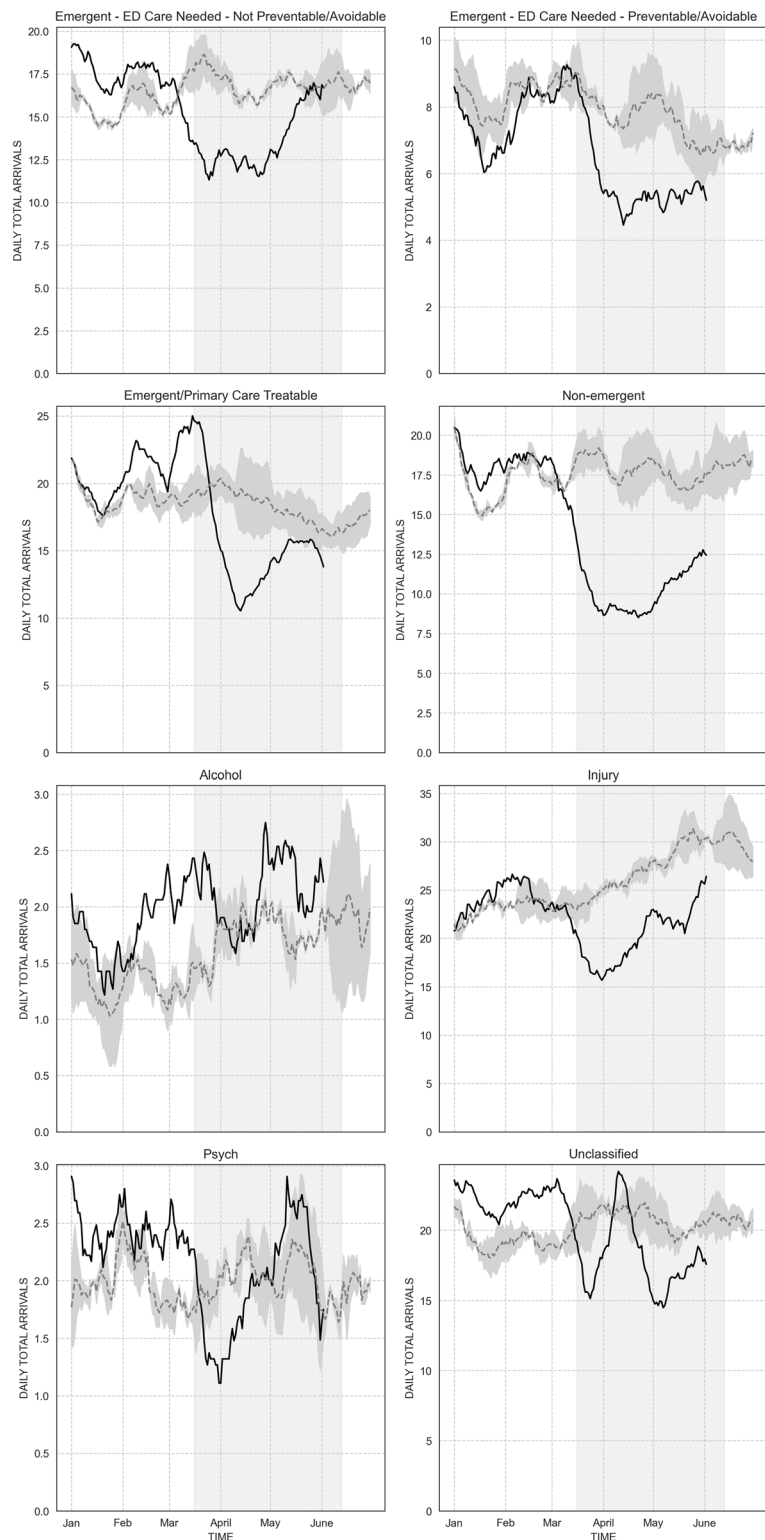 Emergent - ED Care Needed - Not Preventable/Avoidable
20.0
17.5
15.0
12.5
10.0
7.5
5.0
2.5
0.0
DAILY TOTAL ARRIVALS
Emergent - ED Care Needed - Preventable/Avoidable
10
8
6
4
2
0
DAILY TOTAL ARRIVALS
Emergent/Primary Care Treatable
25
20
15
10
5
0
DAILY TOTAL ARRIVALS
Non-emergent
20.0
17.5
15.0
12.5
10.0
7.5
5.0
2.5
0.0
DAILY TOTAL ARRIVALS
Alcohol
3.0
2.5
2.0
1.5
1.0
0.5
0.0
DAILY TOTAL ARRIVALS
Injury
35
30
25
20
15
10
5
0
DAILY TOTAL ARRIVALS
Psych
3.0
2.5
2.0
1.5
1.0
0.5
0.0
DAILY TOTAL ARRIVALS
Jan Feb Mar April May June
TIME
Unclassified
20
15
10
5
0
DAILY TOTAL ARRIVALS
Jan Feb Mar April May June
TIME